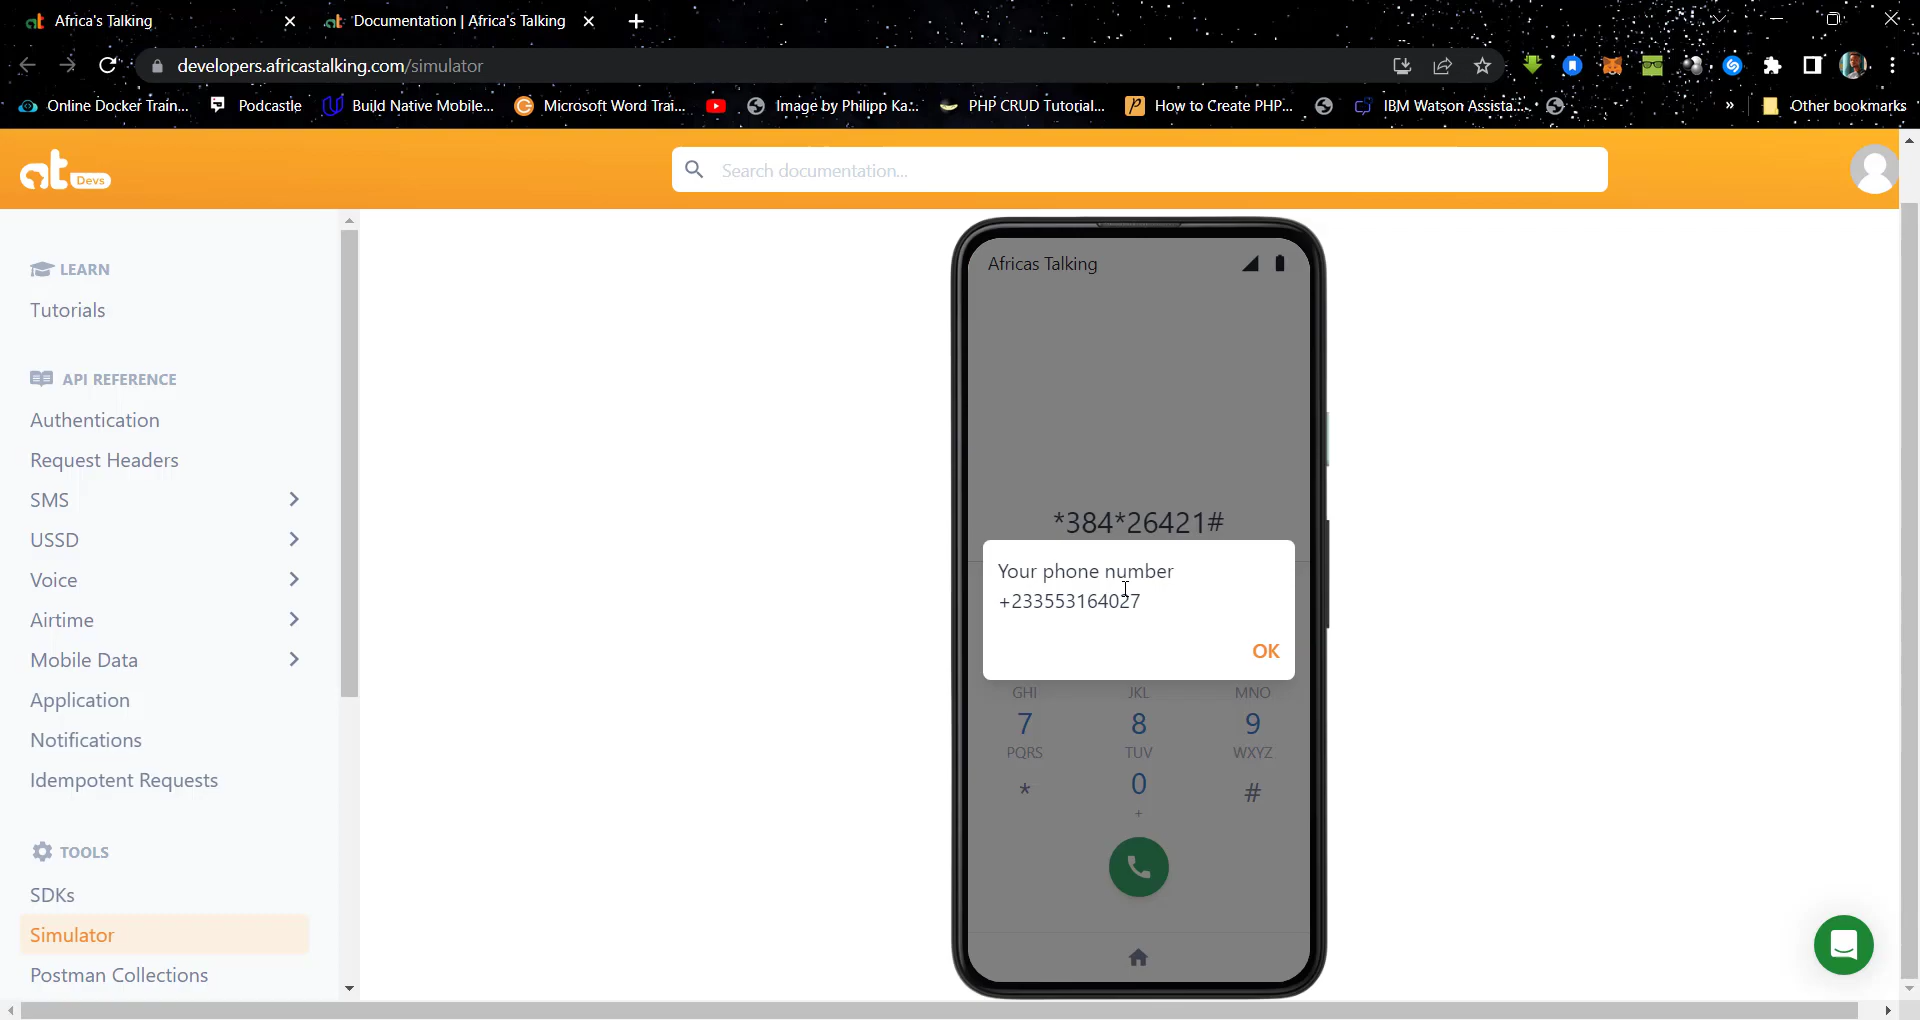 Africa's Talking
Documentation | Africa's Talking
developers.africastalking.com/simulator
Online Docker Train...
Podcastle
Build Native Mobile...
Microsoft Word Trai...
Image by Philipp Ka...
PHP CRUD Tutorial...
How to Create PHP...
IBM Watson Assista...
»
Other bookmarks
at Devs
Search documentation...
LEARN
Tutorials
API REFERENCE
Authentication
Request Headers
SMS
USSD
Voice
Airtime
Mobile Data
Application
Notifications
Idempotent Requests
TOOLS
SDKs
Simulator
Postman Collections
Africas Talking
*384*26421#
Your phone number
+233553164027
OK
GHI JKL MNO
7 8 9
PQRS TUV WXYZ
* 0 #
+